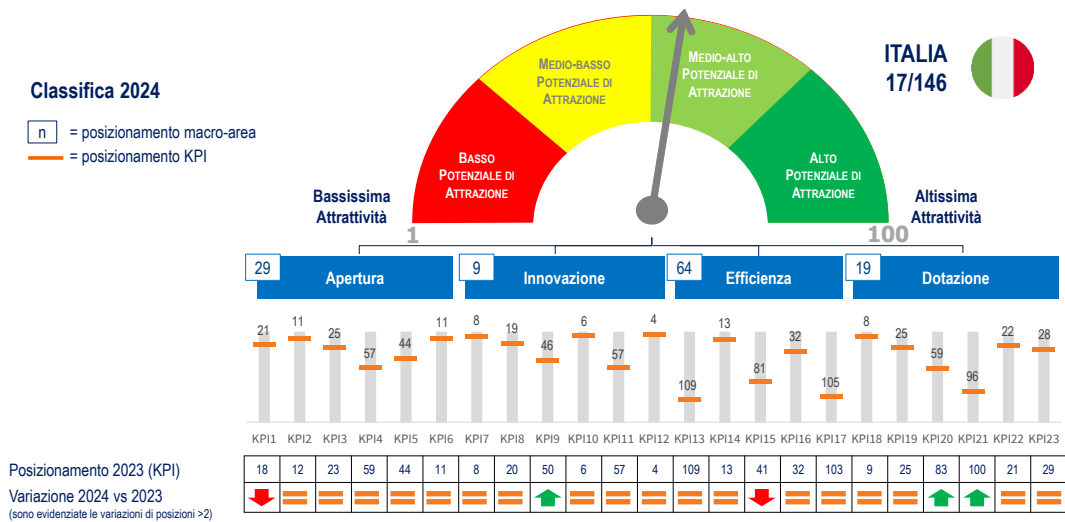 ITALIA
17/146
Classifica 2024
n = posizionamento macro-area
= posizionamento KPI
MEDIO-BASSO
POTENZIALE DI
ATTRAZIONE
MEDIO-ALTO
POTENZIALE DI
ATTRAZIONE
BASSO
POTENZIALE DI
ATTRAZIONE
ALTO
POTENZIALE DI
ATTRAZIONE
Bassissima
Attrattività
Altissima
Attrattività
1 100
29 Apertura 9 Innovazione 64 Efficienza 19 Dotazione
21 11 25 57 44 11 8 19 46 6 57 4 109 13 81 32 105 8 25 59 96 22 28
KPI1 KPI2 KPI3 KPI4 KPI5 KPI6 KPI7 KPI8 KPI9 KPI10 KPI11 KPI12 KPI13 KPI14 KPI15 KPI16 KPI17 KPI18 KPI19 KPI20 KPI21 KPI22 KPI23
Posizionamento 2023 (KPI) 18 12 23 59 44 11 8 20 50 6 57 4 109 13 41 32 103 9 25 83 100 21 29
Variazione 2024 vs 2023
(sono evidenziate le variazioni di posizioni >2)